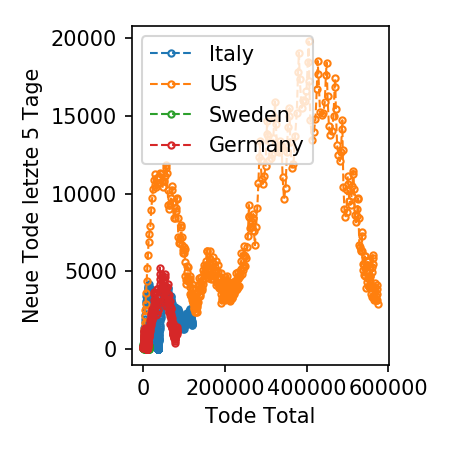 20000
15000
10000
5000
0
Neue Tode letzte 5 Tage
Italy
US
Sweden
Germany
0 200000 400000 600000
Tode Total